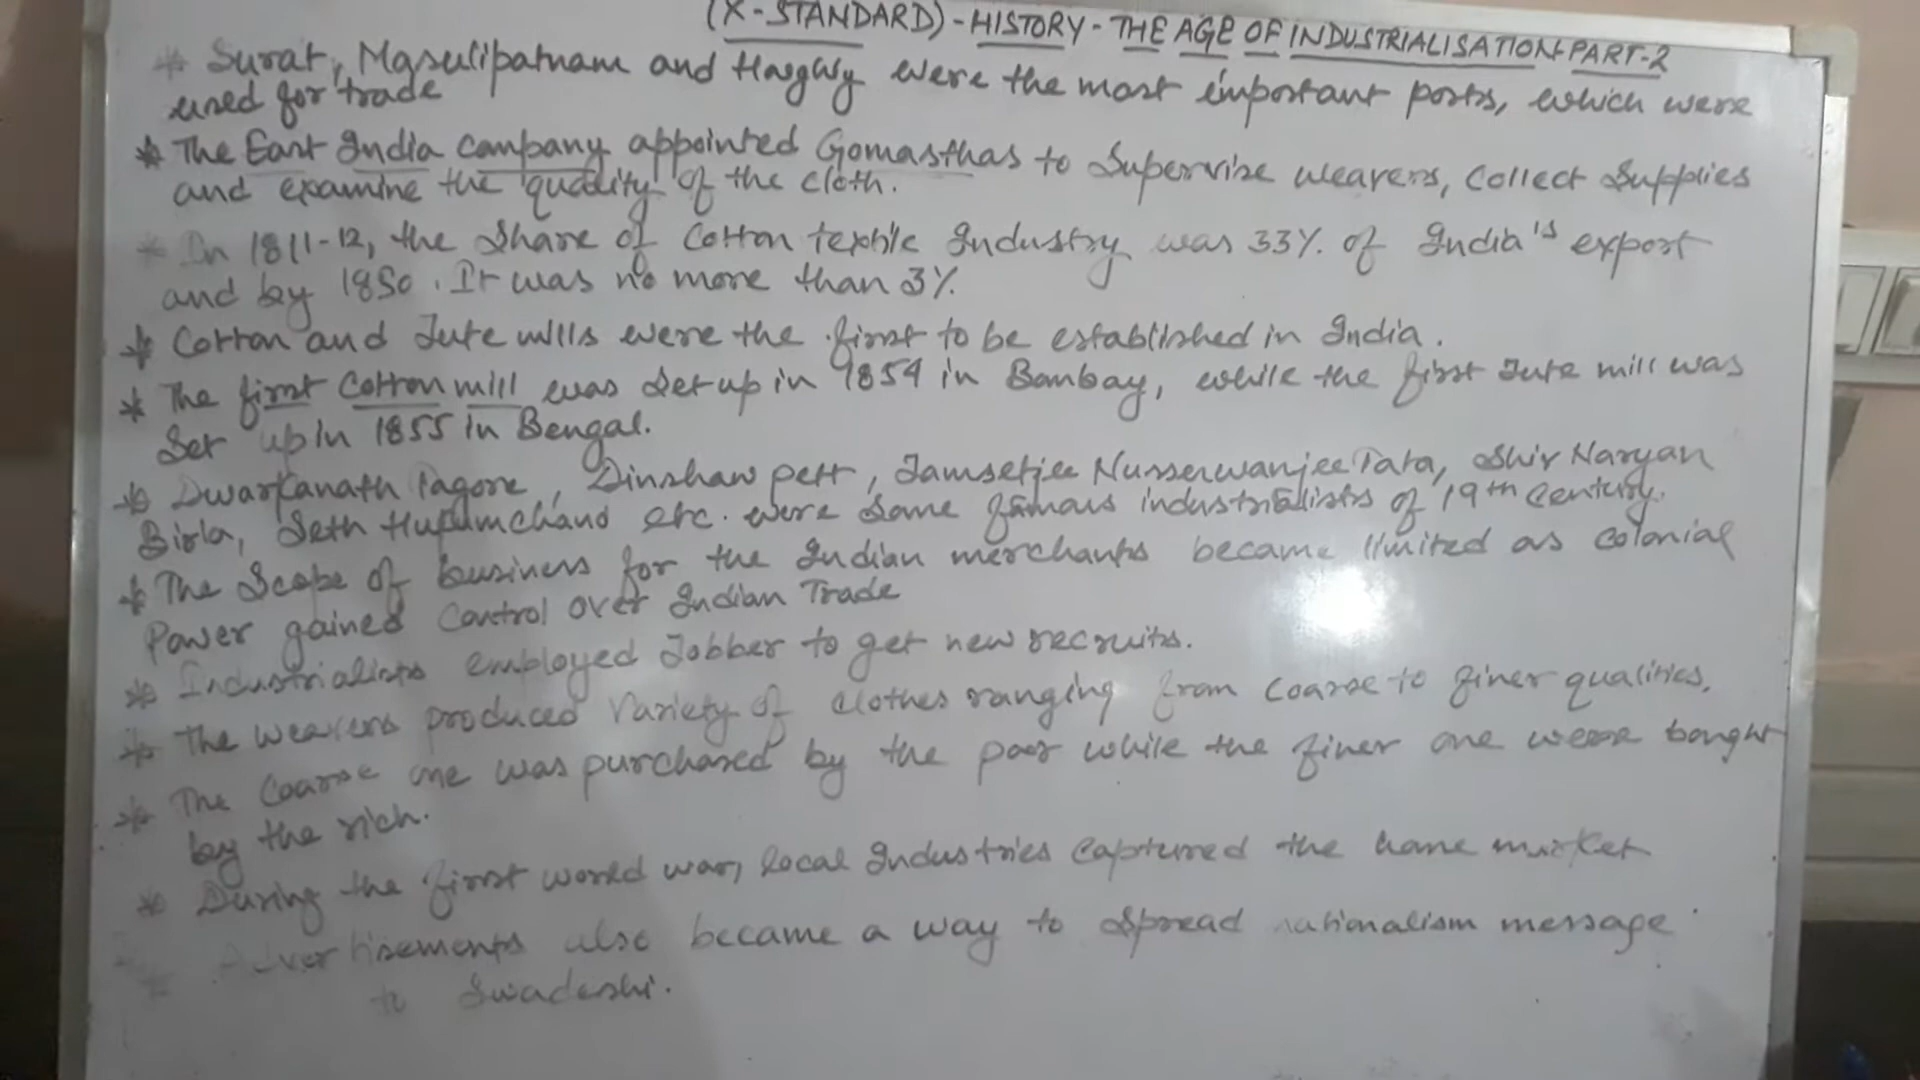 (X-STANDARD)-HISTORY-THE AGE OF INDUSTRIALISATION-PART-2
* Surat, Masulipatnam and Hoogly were the most important ports, which were
used for trade
* The East India company appointed Gomasthas to Supervise weavers, collect supplies
and examine the quality of the cloth.
* In 1811-12, the share of cotton textile Industry was 33% of India's export
and by 1850. It was no more than 3%.
* Cotton and Jute mills were the first to be established in India.
* The first Cotton mill was set up in 1854 in Bombay, while the first Jute mill was
set up in 1855 in Bengal.
* Dwarkanath Tagore, Dinshaw pett, Jamsetjee Nusserwanjee Tata, Shiv Naryan
Birla, Seth Hukumchand etc. were some famous industrialists of 19th century.
* The Scope of business for the Indian merchants became limited as colonial
Power gained control over Indian Trade
* Industrialists employed Jobber to get new recruits.
* The weavers produced variety of clothes ranging from coarse to finer qualities.
* The coarse one was purchased by the poor while the finer one were bought
by the rich.
* During the first world war, local Industries captured the home market
* Advertisements also became a way to spread nationalism message
to Swadeshi.